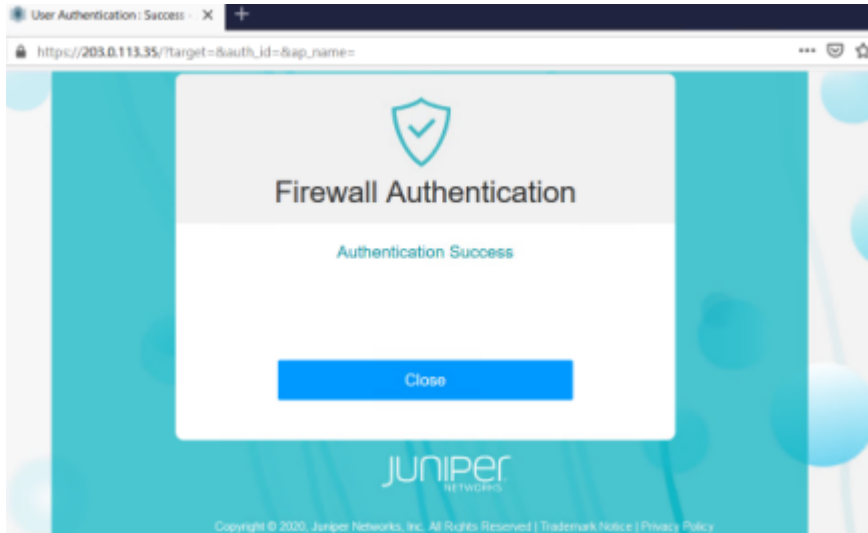 User Authentication : Success -
https://203.0.113.35/?target=&auth_id=&ap_name=
Firewall Authentication
Authentication Success
Close
JUNIPER
NETWORKS
Copyright © 2020, Juniper Networks, Inc. All Rights Reserved | Trademark Notice | Privacy Policy